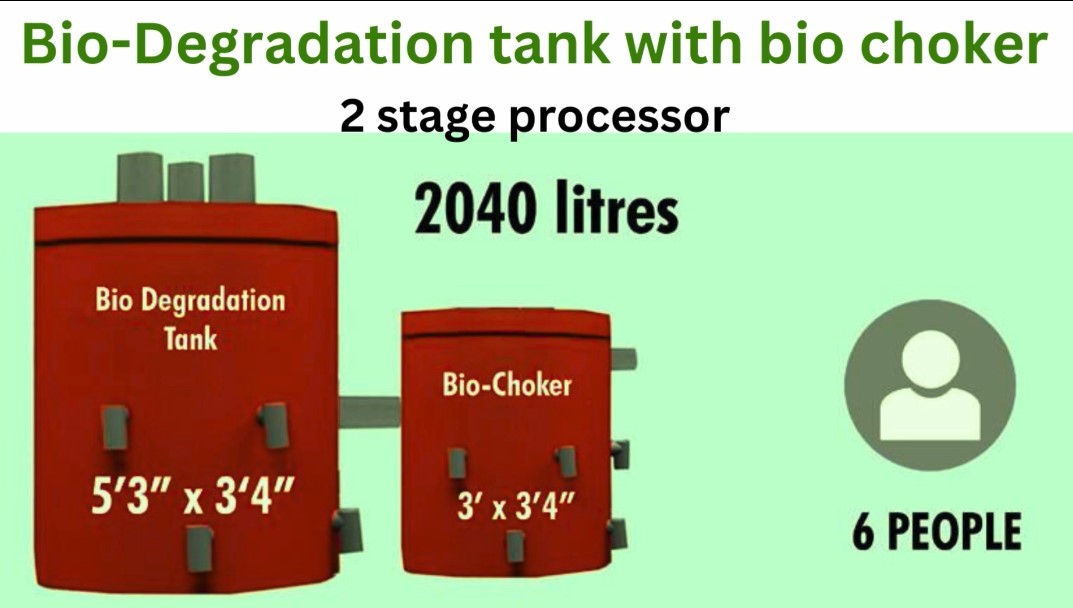 Bio-Degradation tank with bio choker
2 stage processor
2040 litres
Bio Degradation
Tank
5'3" x 3'4"
Bio-Choker
3' x 3'4"
6 PEOPLE